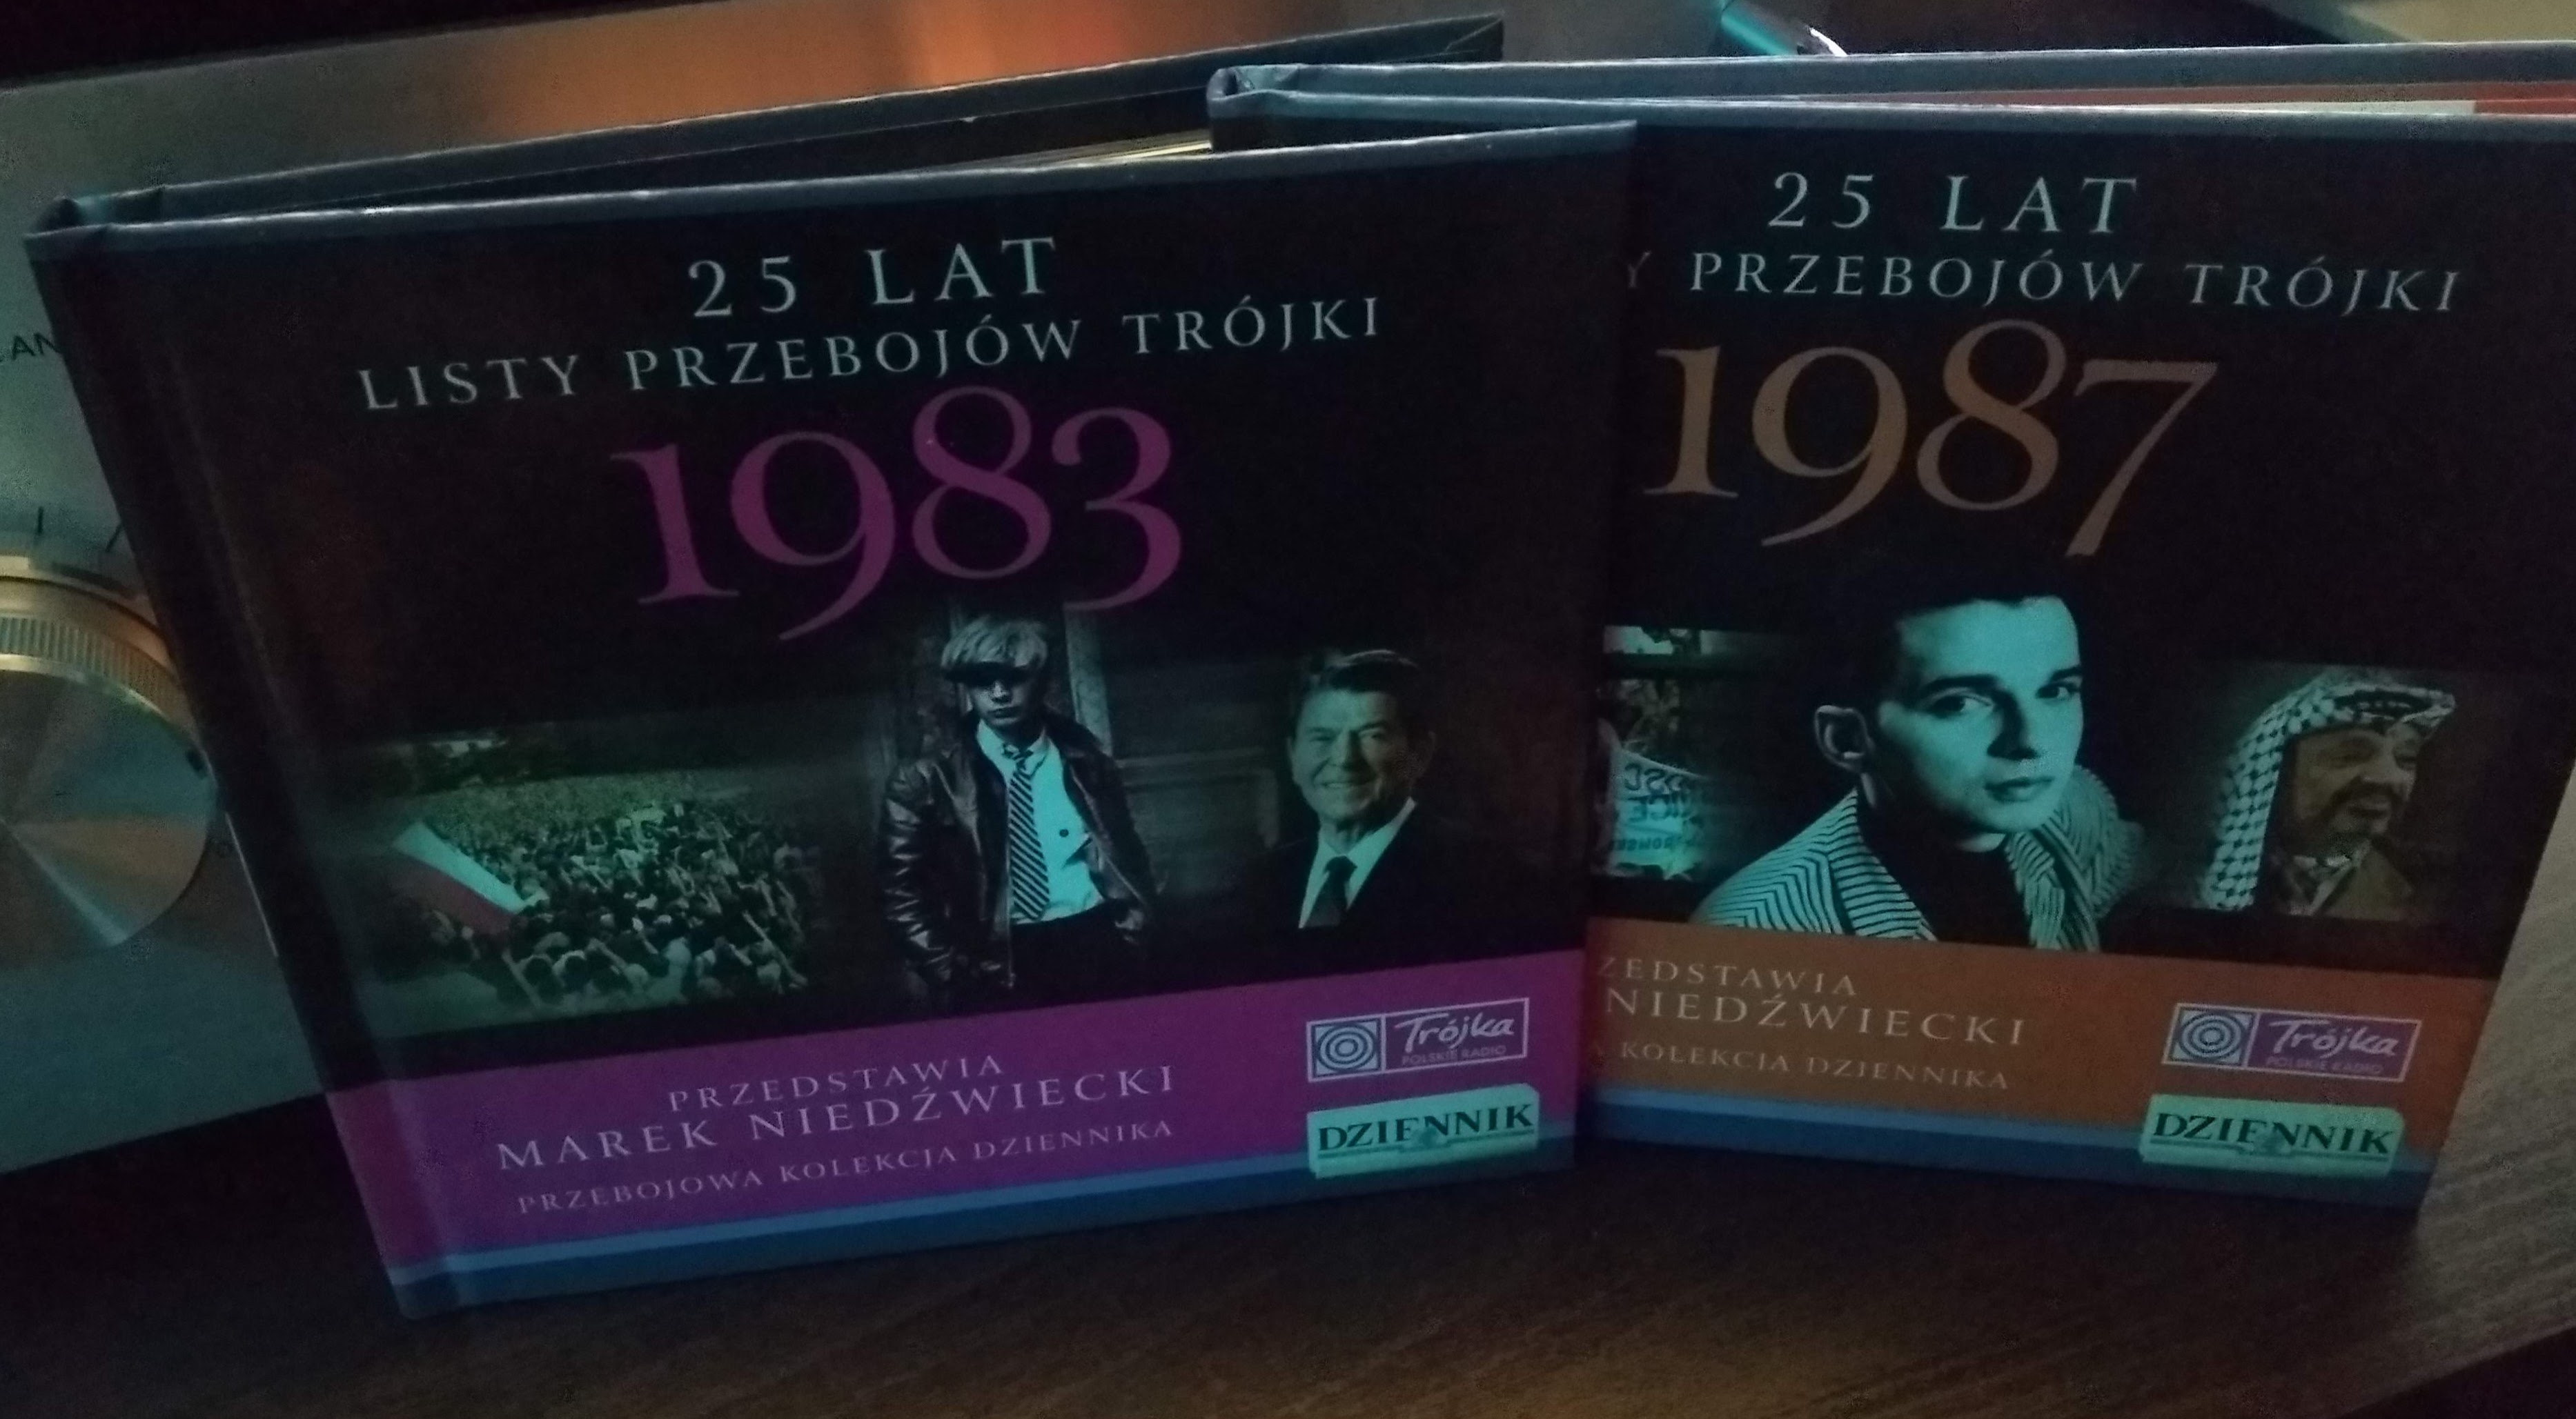 25 LAT
LISTY PRZEBOJÓW TRÓJKI
1983
PRZEDSTAWIA
MAREK NIEDŹWIECKI
PRZEBOJOWA KOLEKCJA DZIENNIKA
Trójka
POLSKIE RADIO
DZIENNIK
25 LAT
Y PRZEBOJÓW TRÓJKI
1987
ZEDSTAWIA
NIEDŹWIECKI
A KOLEKCJA DZIENNIKA
Trójka
POLSKIE RADIO
DZIENNIK